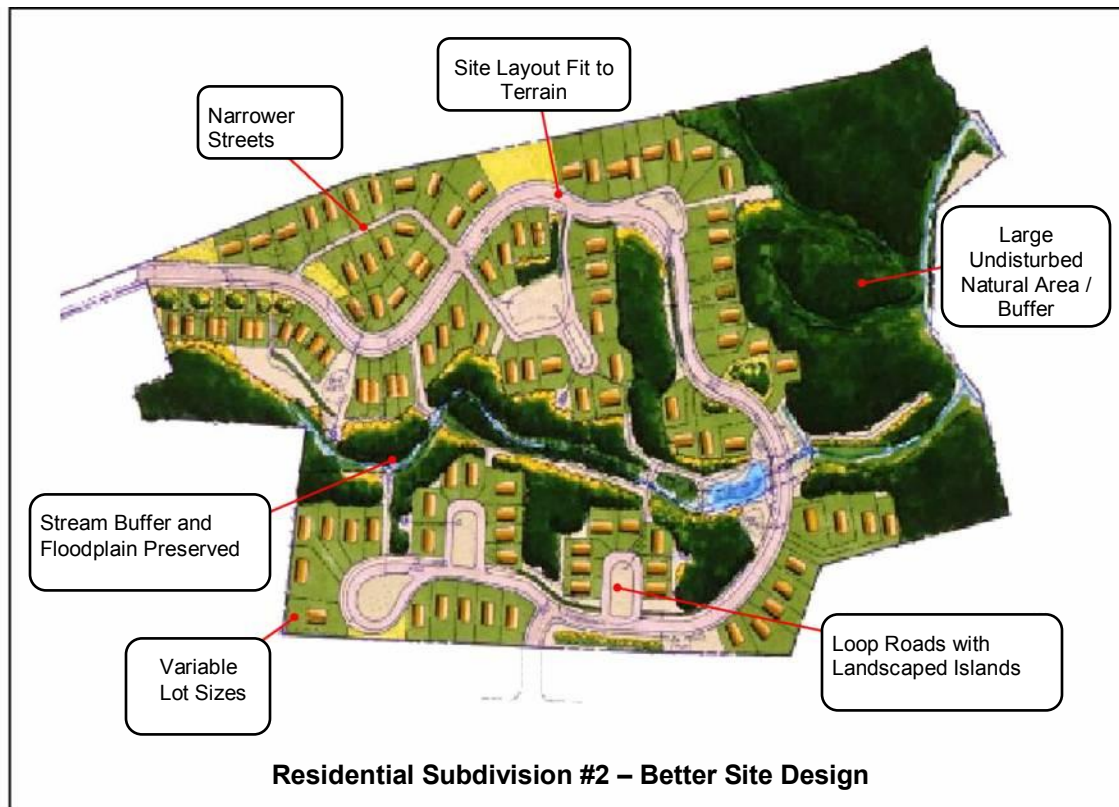 Site Layout Fit to
Terrain
Narrower
Streets
Large
Undisturbed
Natural Area /
Buffer
Stream Buffer and
Floodplain Preserved
Variable
Lot Sizes
Loop Roads with
Landscaped Islands
Residential Subdivision #2 – Better Site Design